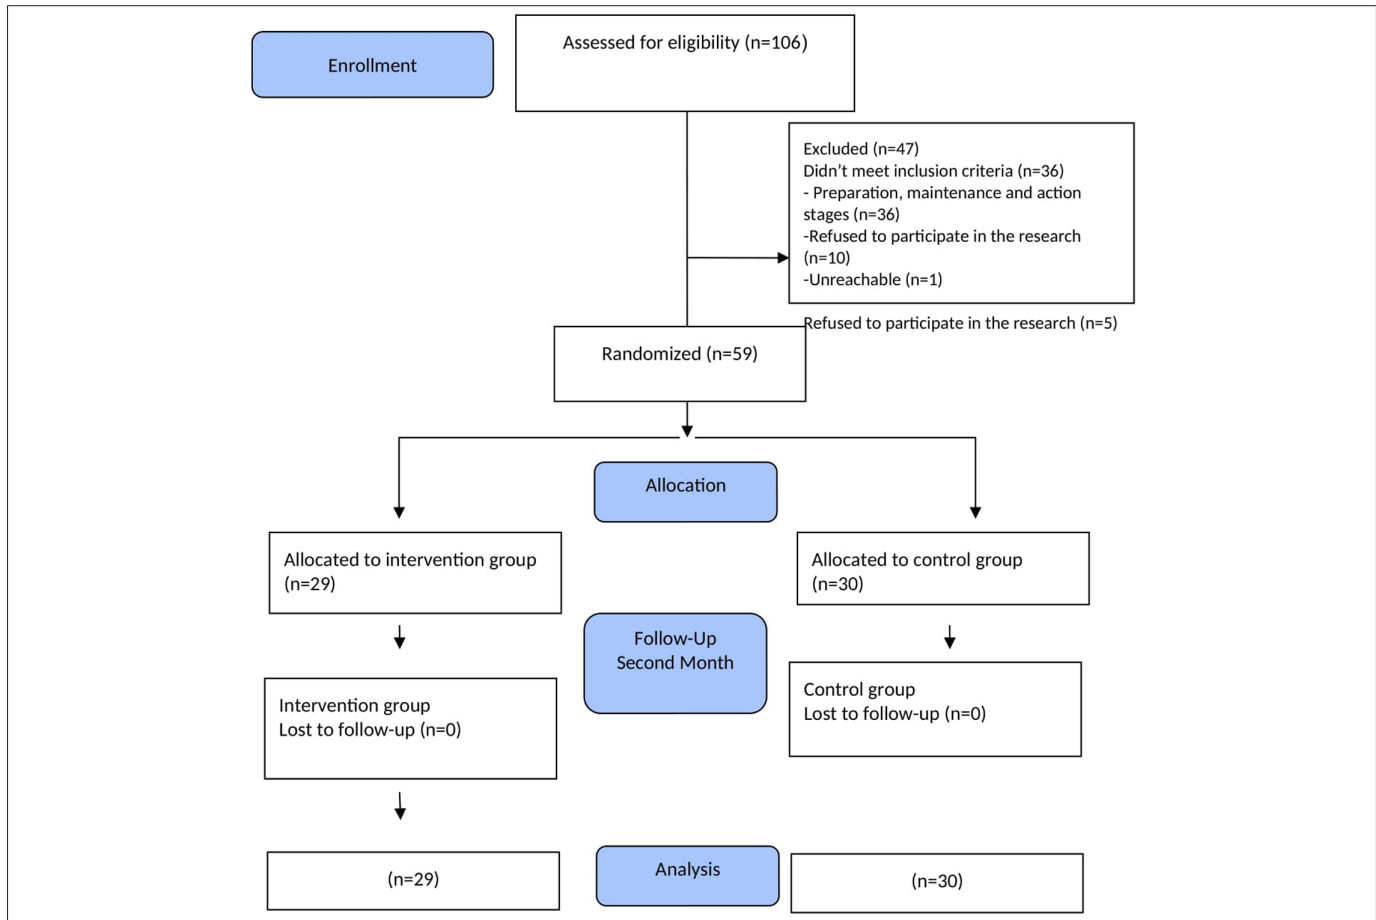 Enrollment
Assessed for eligibility (n=106)
Excluded (n=47)
Didn’t meet inclusion criteria (n=36)
- Preparation, maintenance and action
stages (n=36)
-Refused to participate in the research
(n=10)
-Unreachable (n=1)
Refused to participate in the research (n=5)
Randomized (n=59)
Allocation
Allocated to intervention group
(n=29)
Allocated to control group
(n=30)
Follow-Up
Second Month
Intervention group
Lost to follow-up (n=0)
Control group
Lost to follow-up (n=0)
Analysis
(n=29)
(n=30)